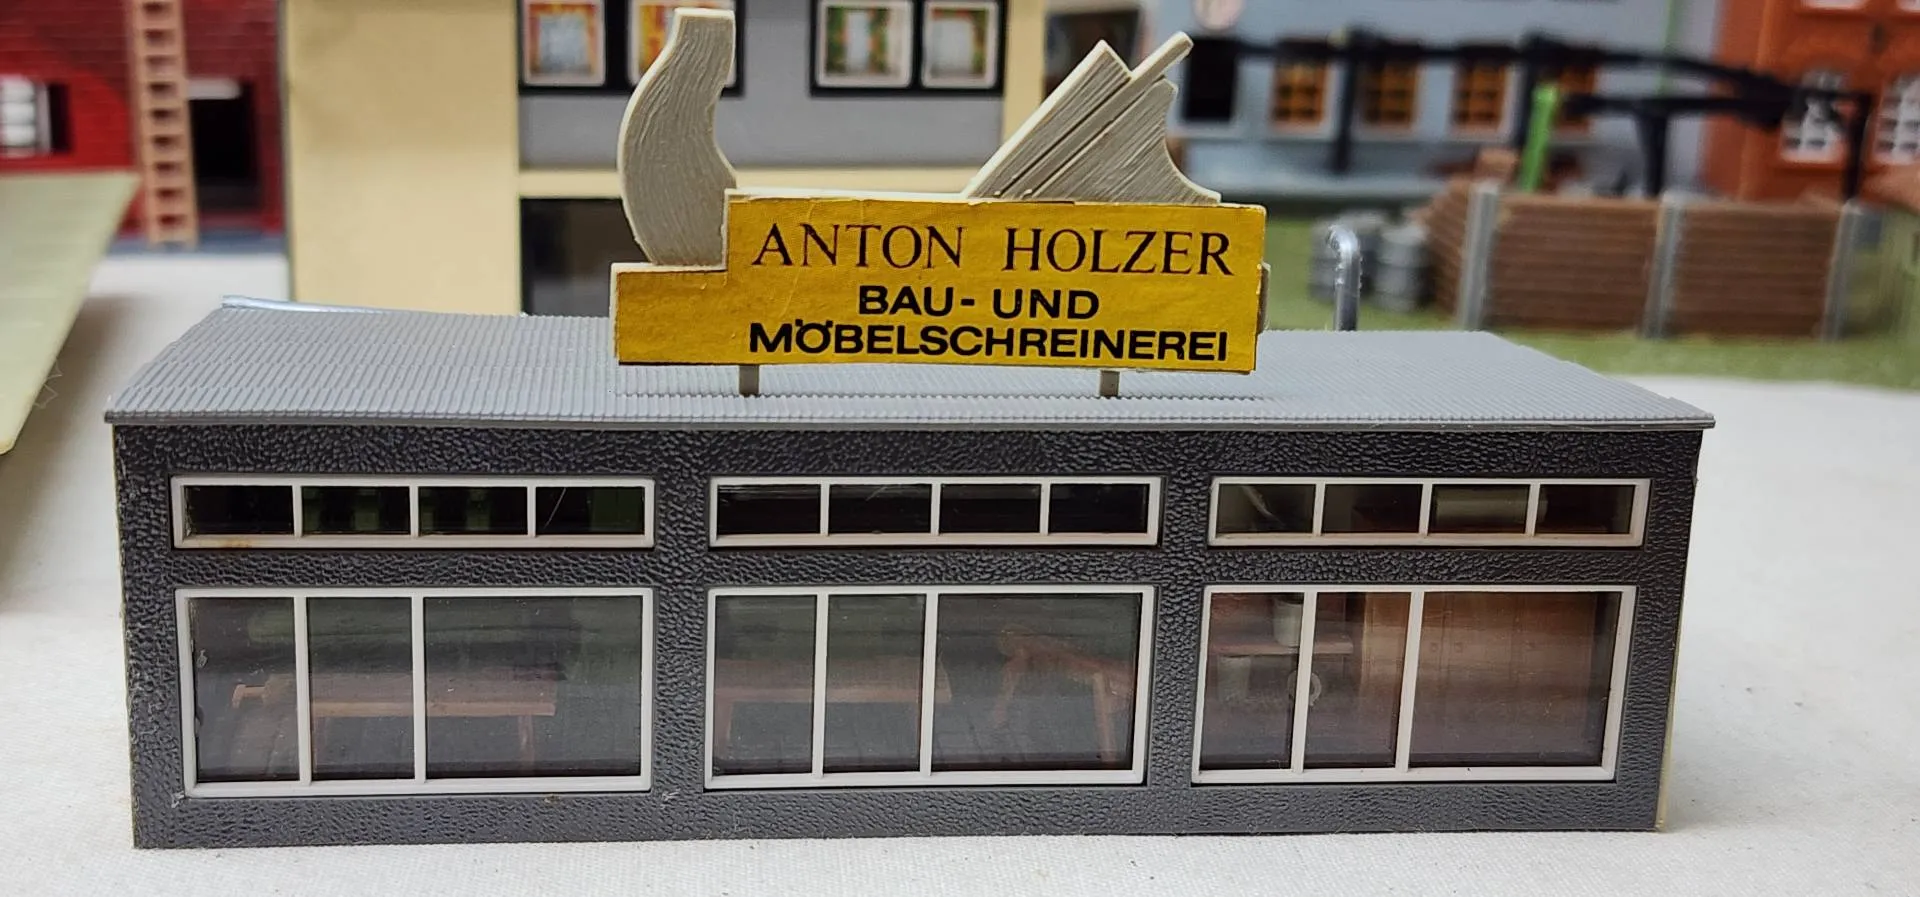 ANTON HOLZER
BAU- UND
MÖBELSCHREINEREI